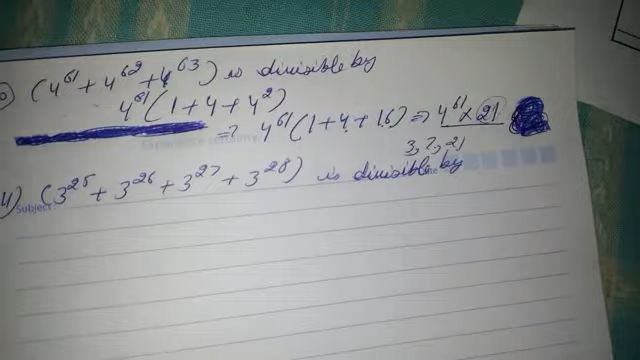 (4^61 + 4^62 + 4^63) is divisible by
4^61 (1 + 4 + 4^2)
=> 4^61 (1 + 4 + 16) => 4^61 × 21
3, 7, 21
11) (3^25 + 3^26 + 3^27 + 3^28) is divisible by
Subject